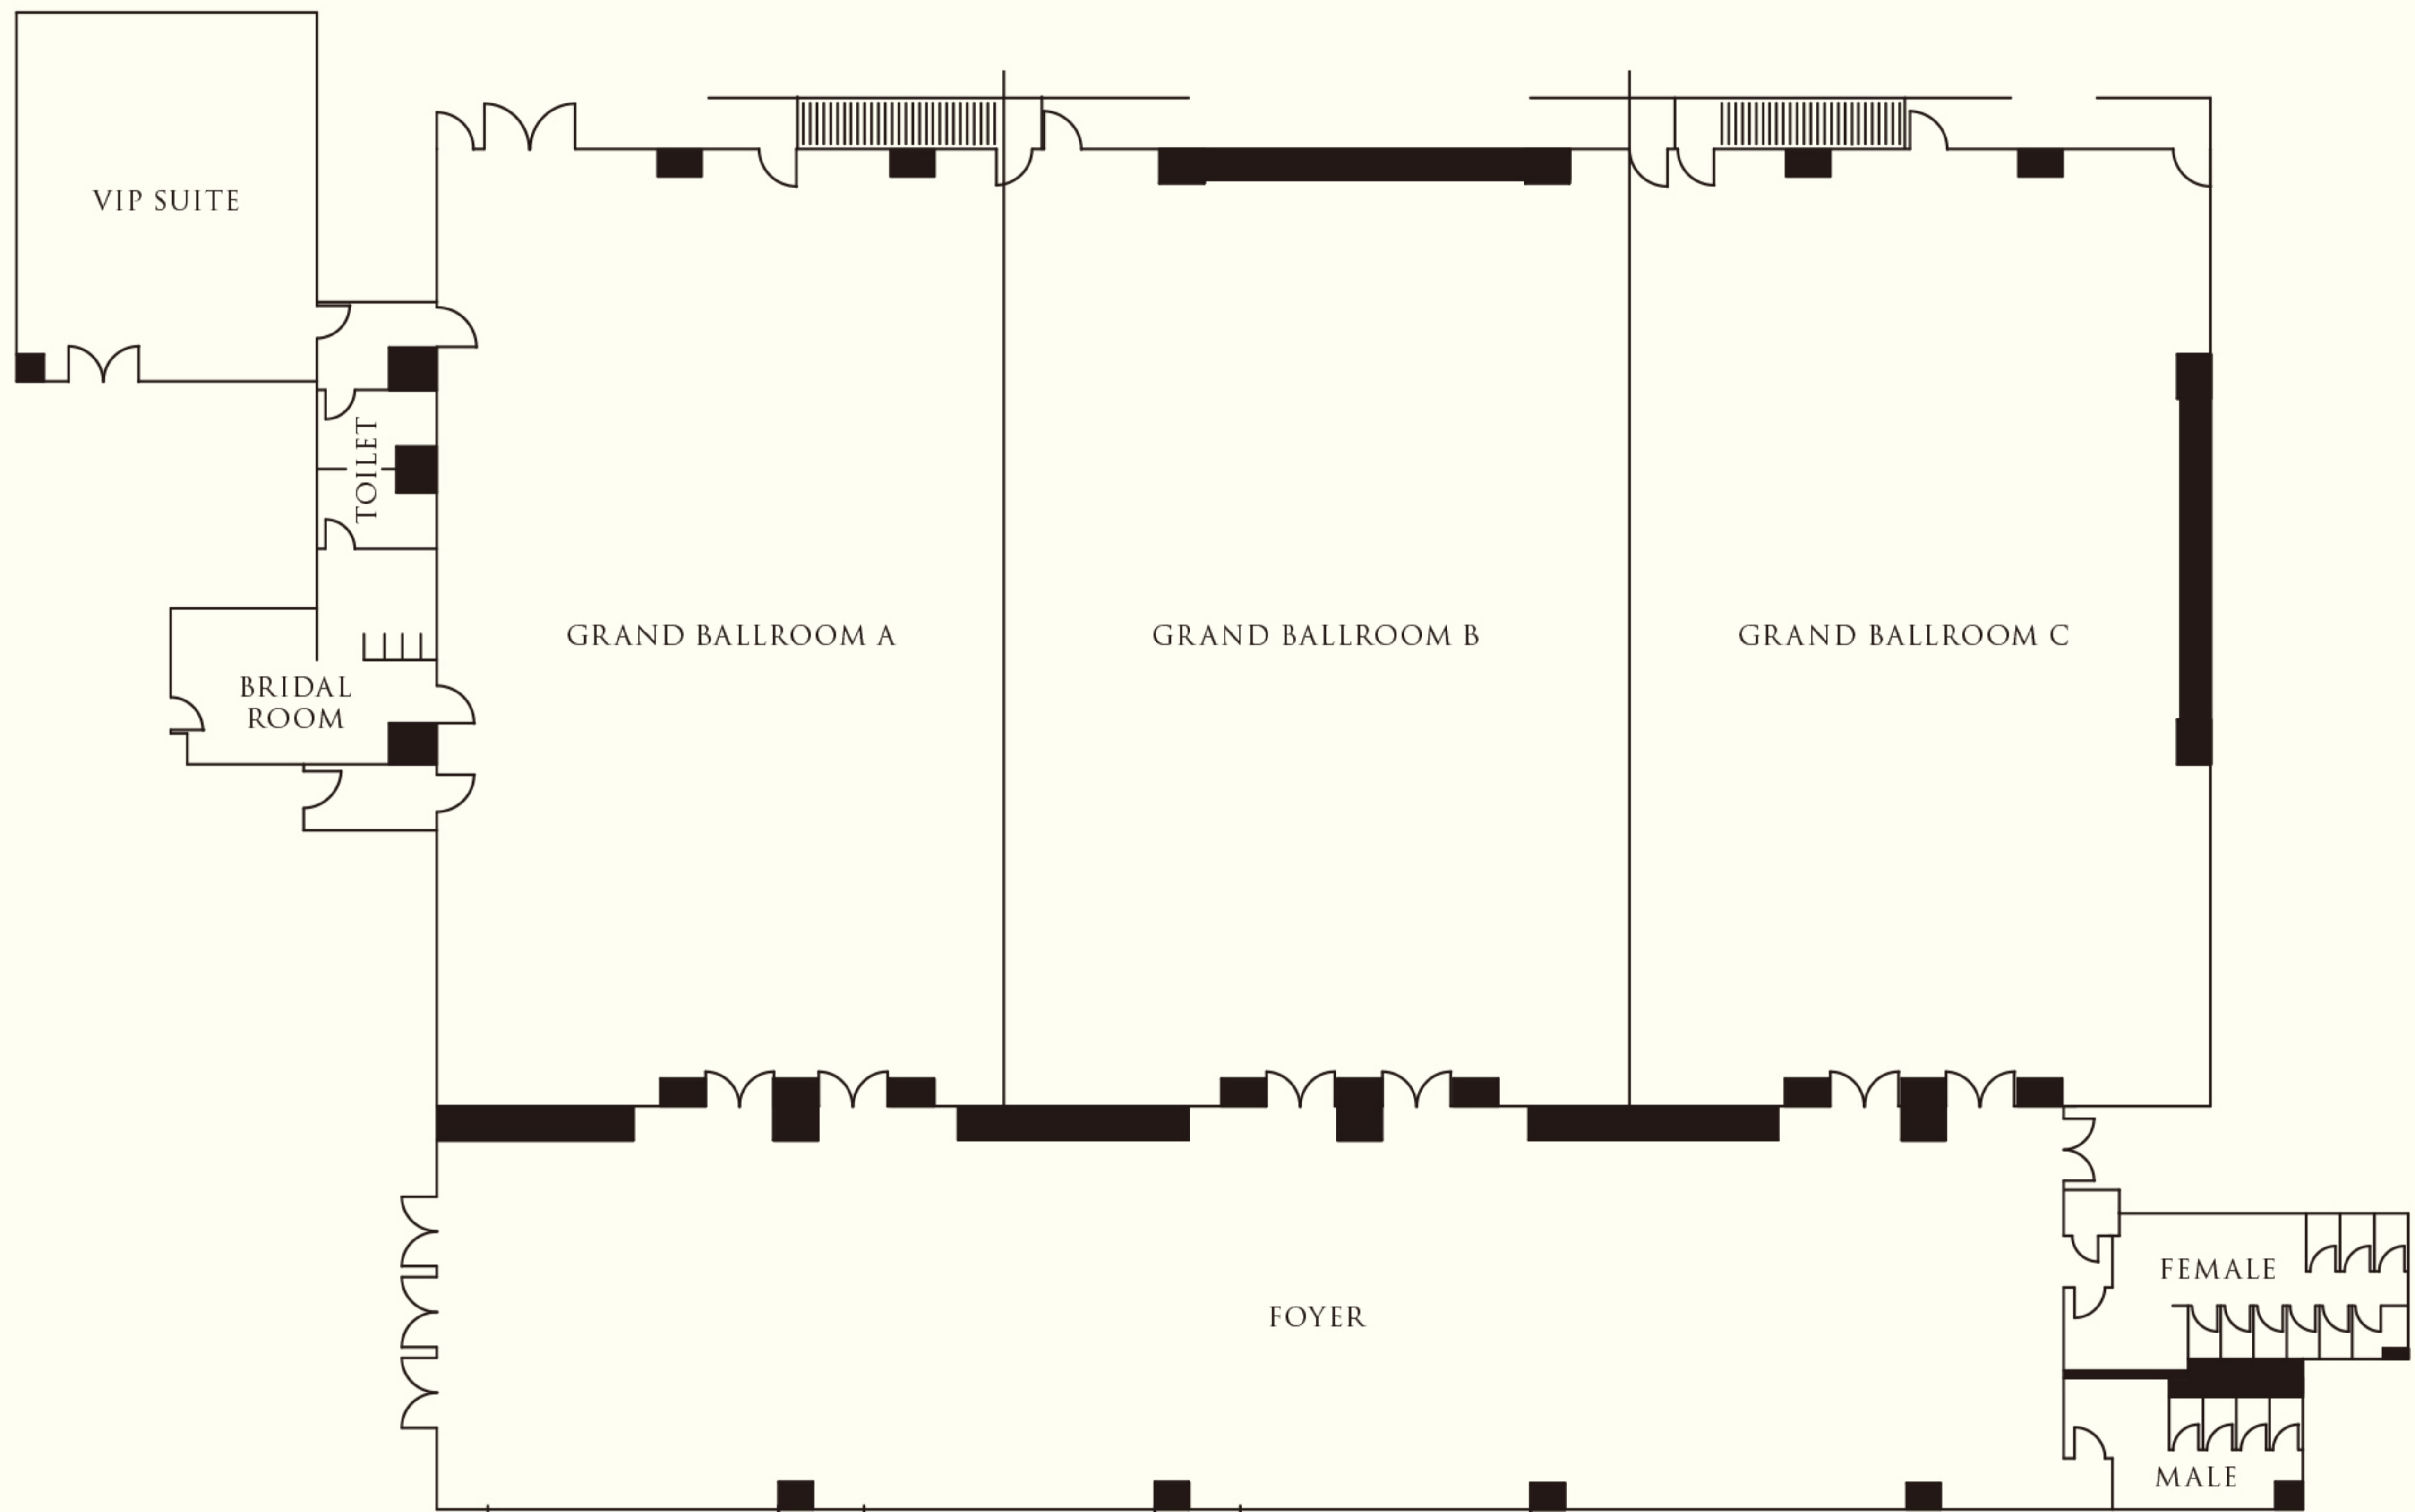 VIP SUITE
TOILET
GRAND BALLROOM A
GRAND BALLROOM B
GRAND BALLROOM C
BRIDAL
ROOM
FEMALE
FOYER
MALE